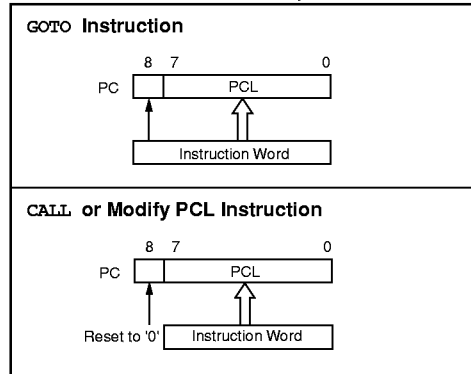 GOTO Instruction
8 7 0
PC PCL
Instruction Word
CALL or Modify PCL Instruction
8 7 0
PC PCL
Reset to '0' Instruction Word